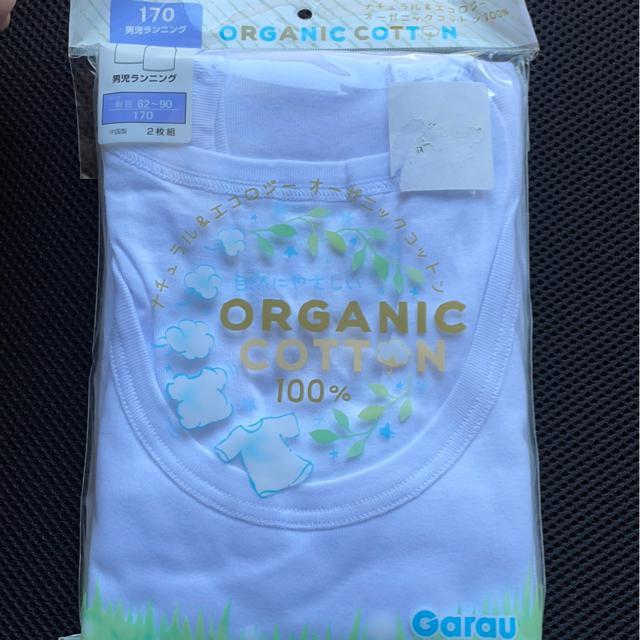 170
男児ランニング
ナチュラル&エコロジー
オーガニックコットン100%
ORGANIC COTTON
男児ランニング
胸囲 82~90
170
中国製 2枚組
ナチュラル&エコロジー オーガニックコットン
自然にやさしい
ORGANIC
COTTON
100%
Garau